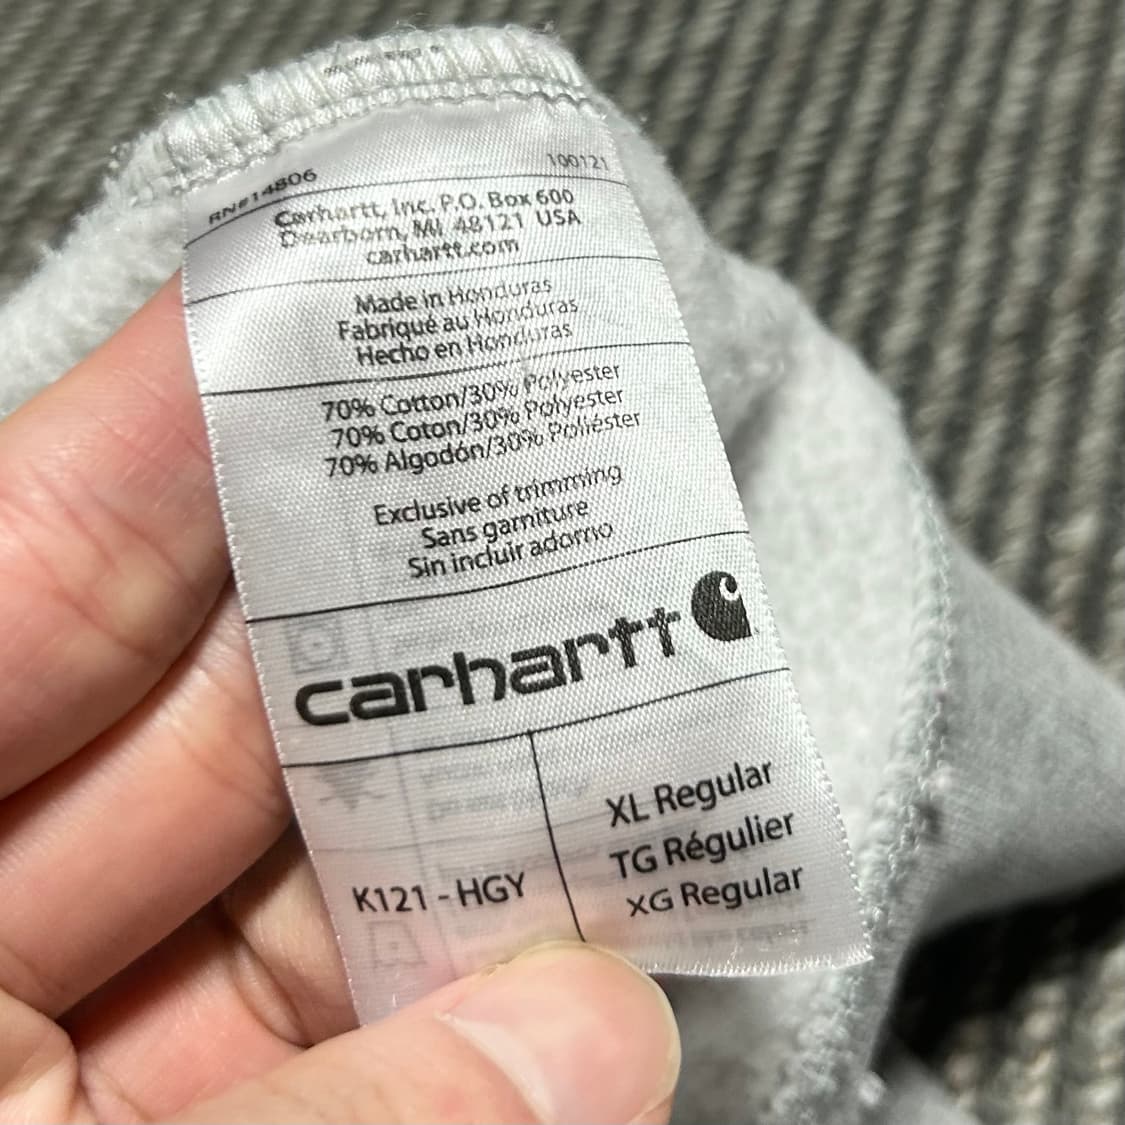 RN#14806
100121
Carhartt, Inc. P.O. Box 600
Dearborn, MI 48121 USA
carhartt.com
Made in Honduras
Fabriqué au Honduras
Hecho en Honduras
70% Cotton/30% Polyester
70% Coton/30% Polyester
70% Algodón/30% Poliéster
Exclusive of trimming
Sans garniture
Sin incluir adorno
carhartt
K121 - HGY
XL Regular
TG Régulier
XG Regular